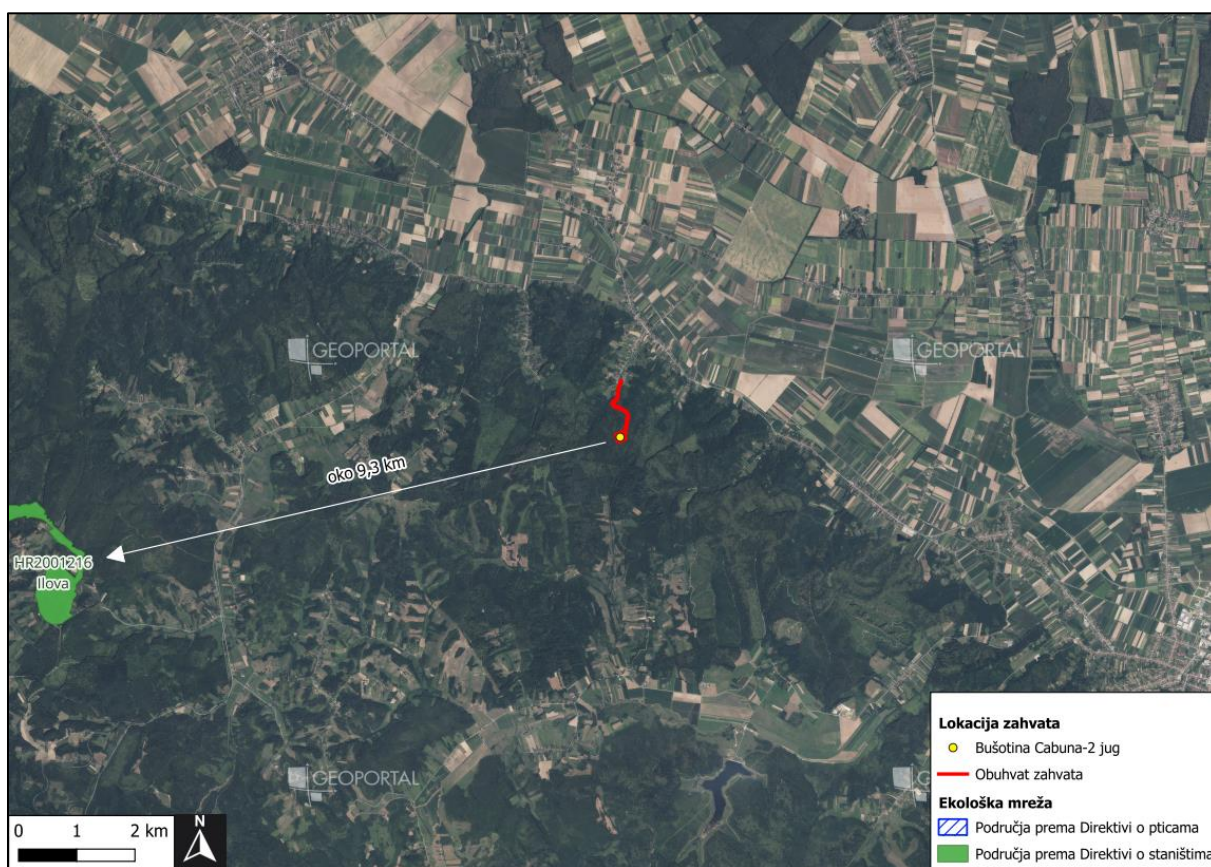 GEOPORTAL
GEOPORTAL
oko 9,3 km
HR2001216
Ilova
GEOPORTAL
GEOPORTAL
Lokacija zahvata
Bušotina Cabuna-2 jug
Obuhvat zahvata
Ekološka mreža
Područja prema Direktivi o pticama
Područja prema Direktivi o staništima
0 1 2 km
N